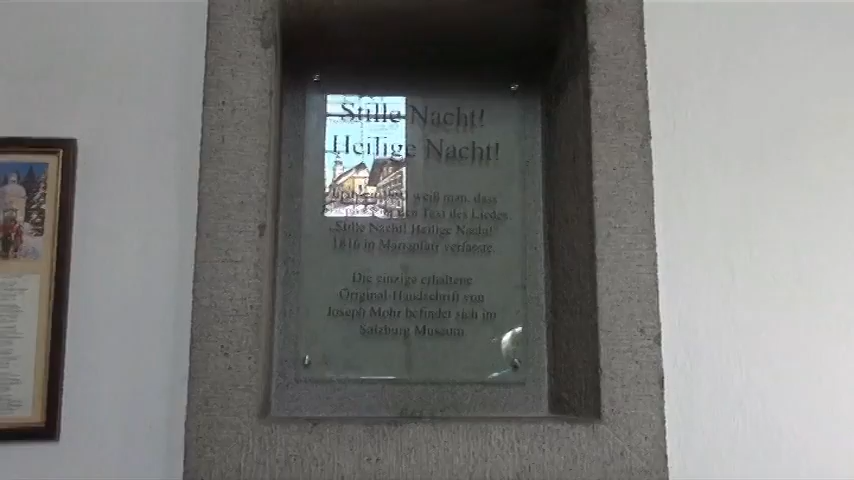 Stille Nacht!
Heilige Nacht!
weiß man, dass
den Text des Liedes
„Stille Nacht! Heilige Nacht!"
1816 in Mariapfarr verfasste.
Die einzige erhaltene
Original-Handschrift von
Joseph Mohr befindet sich im
Salzburg Museum